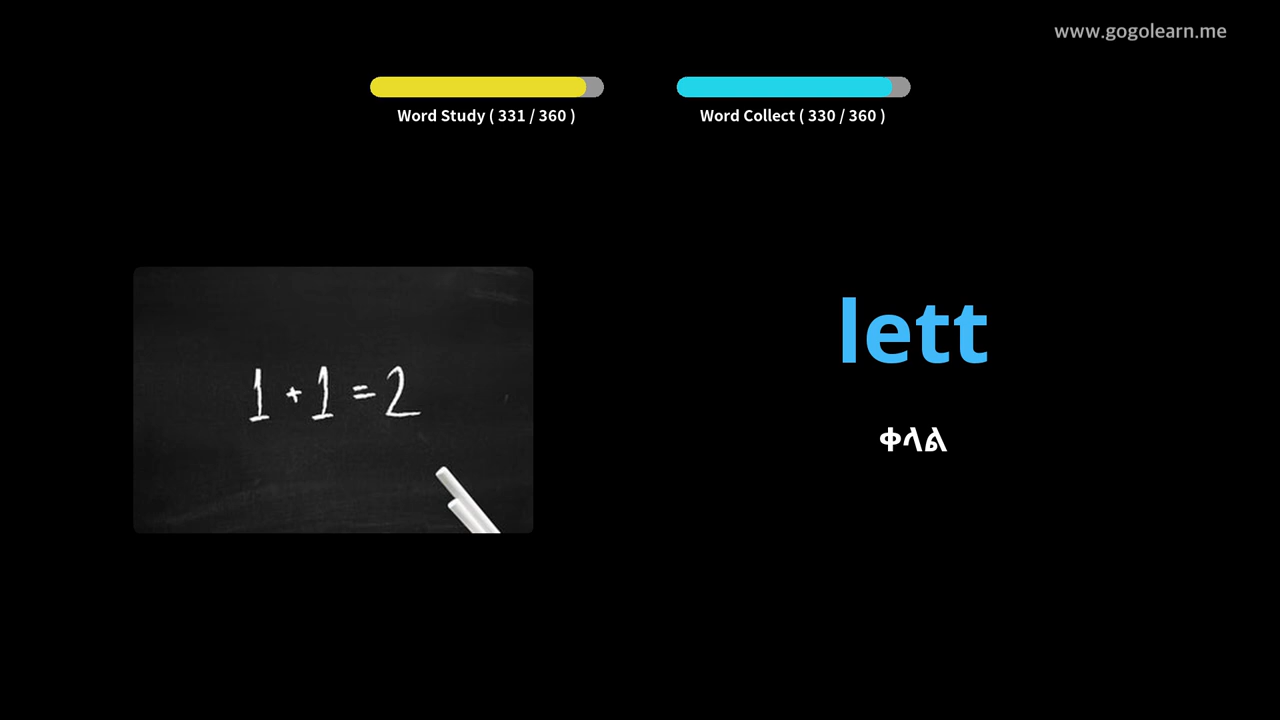 www.gogolearn.me
Word Study ( 331 / 360 )
Word Collect ( 330 / 360 )
1 + 1 = 2
lett
ቀላል